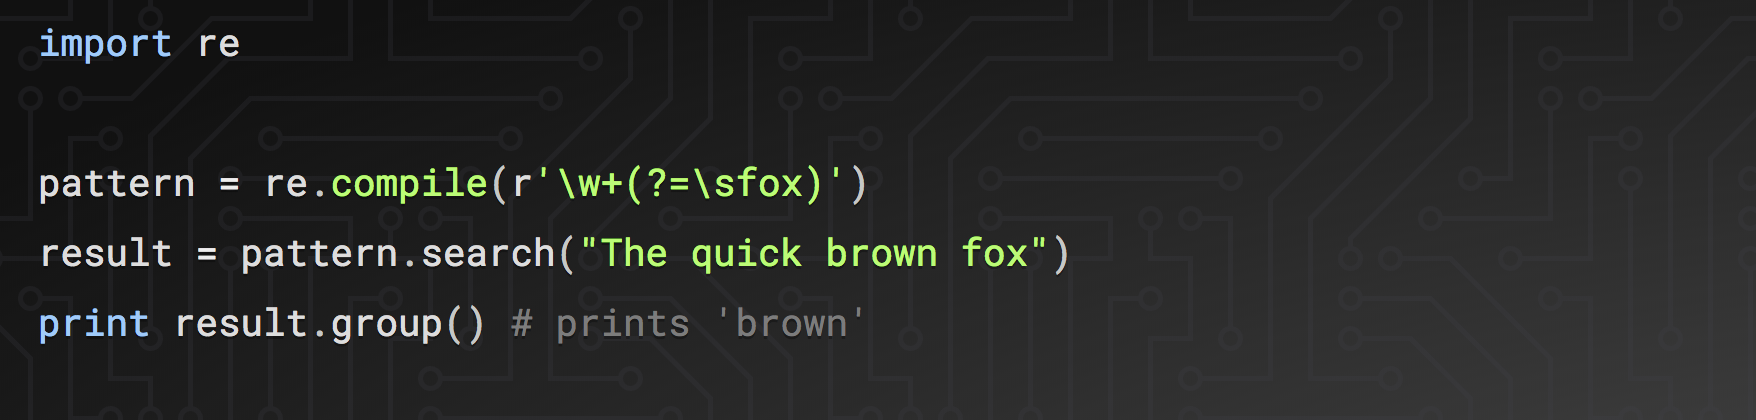 import re
pattern = re.compile(r'\w+(?=\sfox)')
result = pattern.search("The quick brown fox")
print result.group() # prints 'brown'